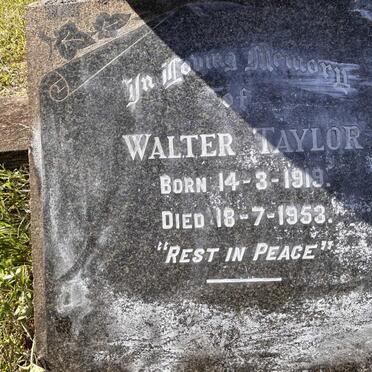 In Loving Memory
of
WALTER TAYLOR
BORN 14-3-1919.
DIED 18-7-1953.
"REST IN PEACE"